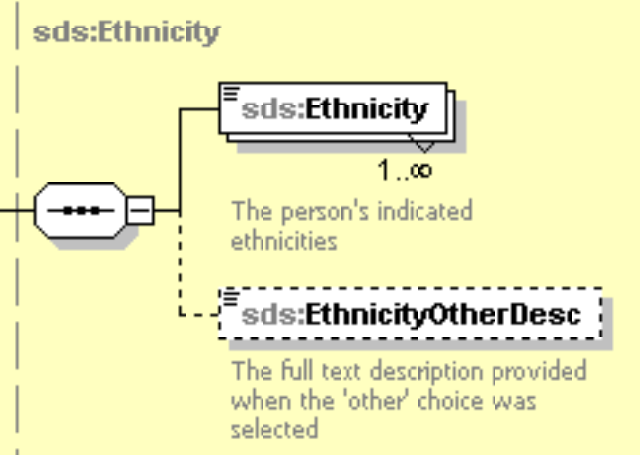 sds:Ethnicity
sds:Ethnicity
1..∞
The person's indicated
ethnicities
sds:EthnicityOtherDesc
The full text description provided
when the 'other' choice was
selected